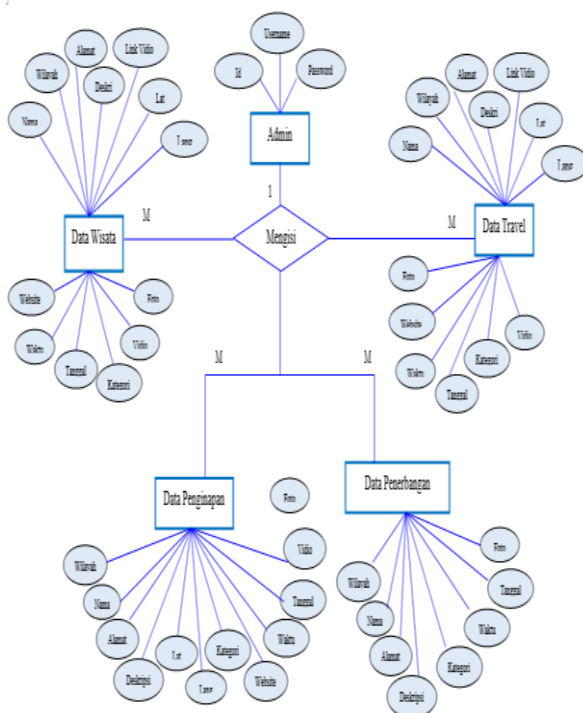 Username
Alamat
Link Vidio
Wilayah
Id
Password
Deskri
Lat
Nama
Admin
1
M
Data Wisata
Mengisi
Website
Foto
Waktu
Vidio
Tanggal
Kategori
Alamat
Link Vidio
Wilayah
Deskri
Lat
Nama
M
Data Travel
Foto
Website
Vidio
Waktu
Kategori
Tanggal
M
M
Data Penginapan
Foto
Vidio
Wilayah
Nama
Tanggal
Alamat
Waktu
Lat
Kategori
Deskripsi
Website
Data Penerbangan
Foto
Wilayah
Tanggal
Nama
Waktu
Alamat
Kategori
Deskripsi